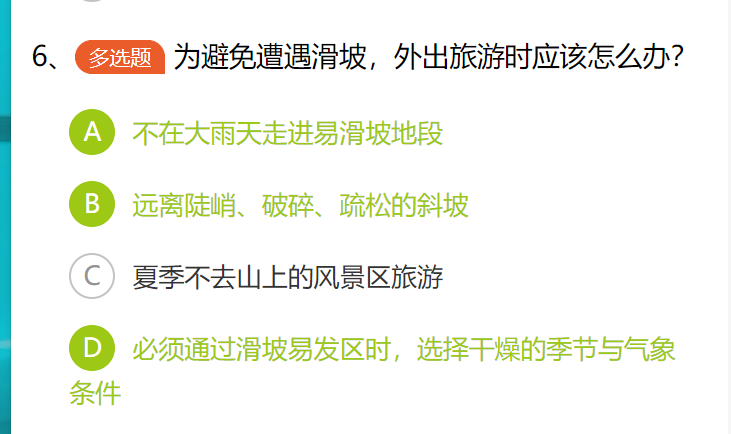 6、多选题 为避免遭遇滑坡，外出旅游时应该怎么办？
A 不在大雨天走进易滑坡地段
B 远离陡峭、破碎、疏松的斜坡
C 夏季不去山上的风景区旅游
D 必须通过滑坡易发区时，选择干燥的季节与气象
条件